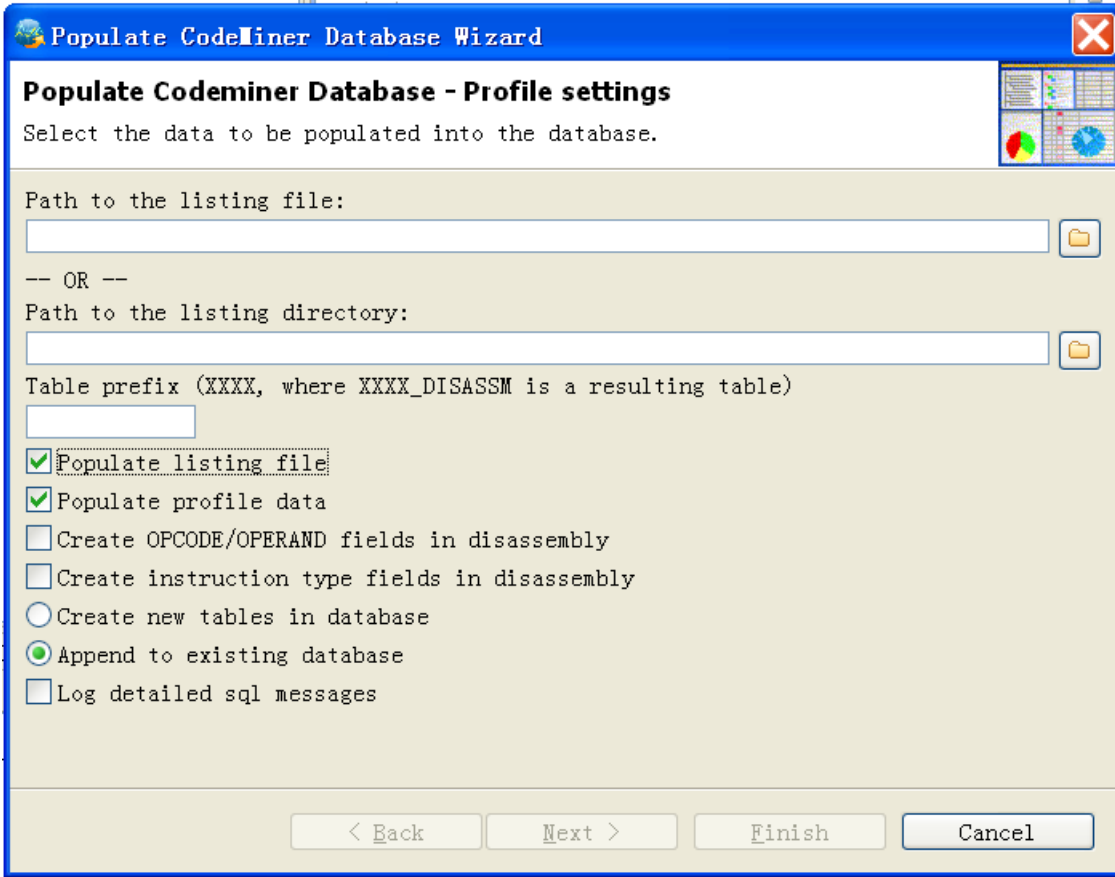 Populate CodeMiner Database Wizard
Populate Codeminer Database - Profile settings
Select the data to be populated into the database.
Path to the listing file:
-- OR --
Path to the listing directory:
Table prefix (XXXX, where XXXX_DISASSM is a resulting table)
Populate listing file
Populate profile data
Create OPCODE/OPERAND fields in disassembly
Create instruction type fields in disassembly
Create new tables in database
Append to existing database
Log detailed sql messages
< Back Next > Finish Cancel